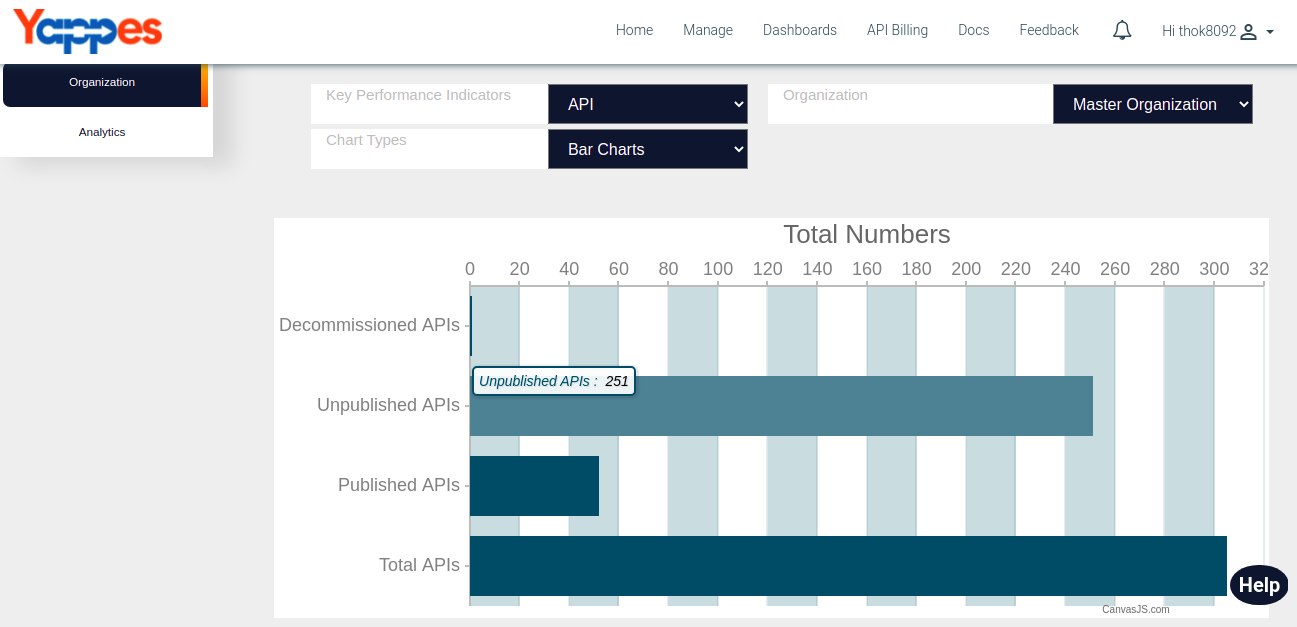 Yappes
Home Manage Dashboards API Billing Docs Feedback Hi thok8092
Organization
Analytics
Key Performance Indicators API Organization Master Organization
Chart Types Bar Charts
Total Numbers
0 20 40 60 80 100 120 140 160 180 200 220 240 260 280 300 32
Decommissioned APIs
Unpublished APIs : 251
Unpublished APIs
Published APIs
Total APIs
Help
CanvasJS.com